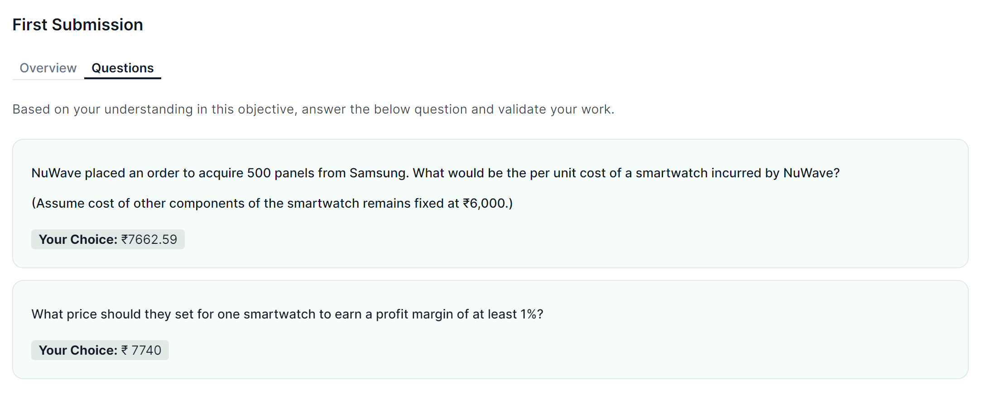 First Submission
Overview Questions
Based on your understanding in this objective, answer the below question and validate your work.
NuWave placed an order to acquire 500 panels from Samsung. What would be the per unit cost of a smartwatch incurred by NuWave?
(Assume cost of other components of the smartwatch remains fixed at ₹6,000.)
Your Choice: ₹7662.59
What price should they set for one smartwatch to earn a profit margin of at least 1%?
Your Choice: ₹ 7740